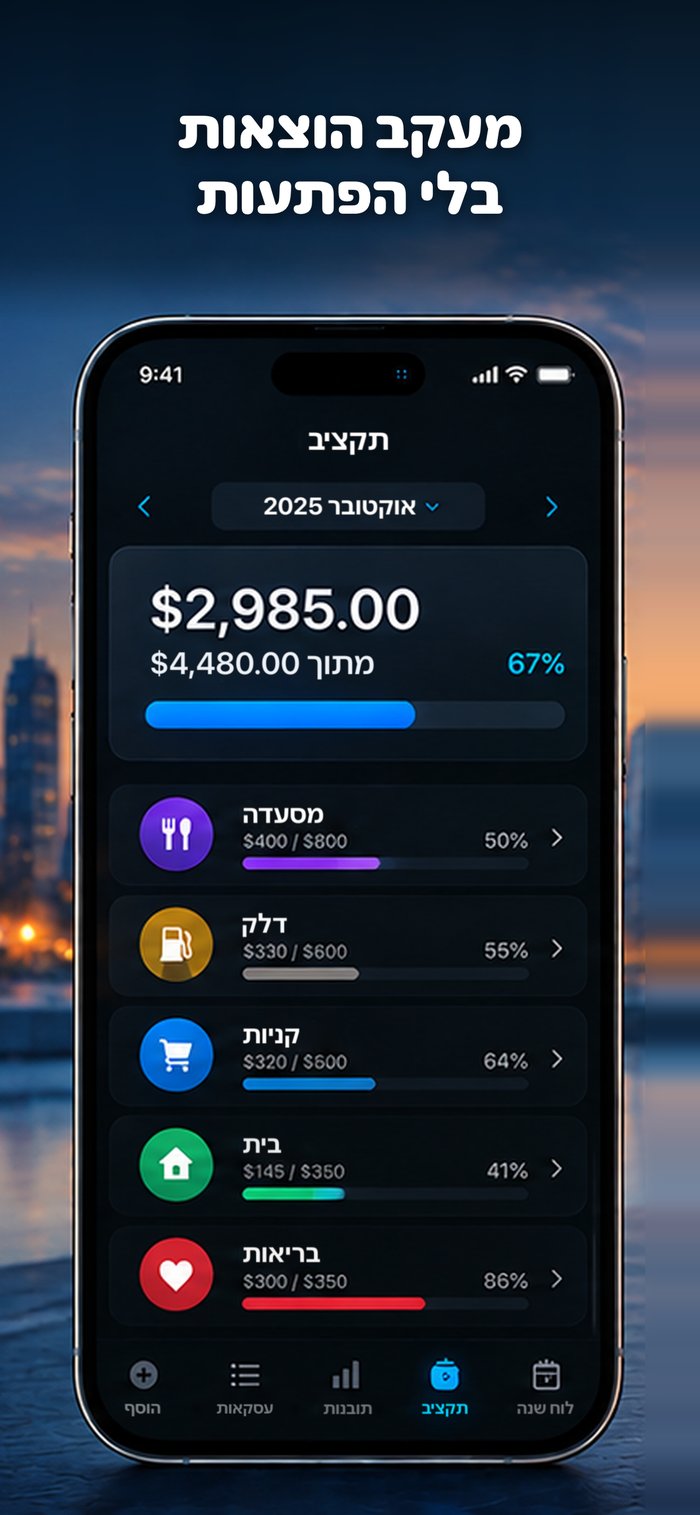 מעקב הוצאות
בלי הפתעות
9:41
תקציב
אוקטובר 2025
$2,985.00
מתוך $4,480.00
67%
מסעדה
$400 / $800
50%
דלק
$330 / $600
55%
קניות
$320 / $600
64%
בית
$145 / $350
41%
בריאות
$300 / $350
86%
הוסף
עסקאות
תובנות
תקציב
לוח שנה